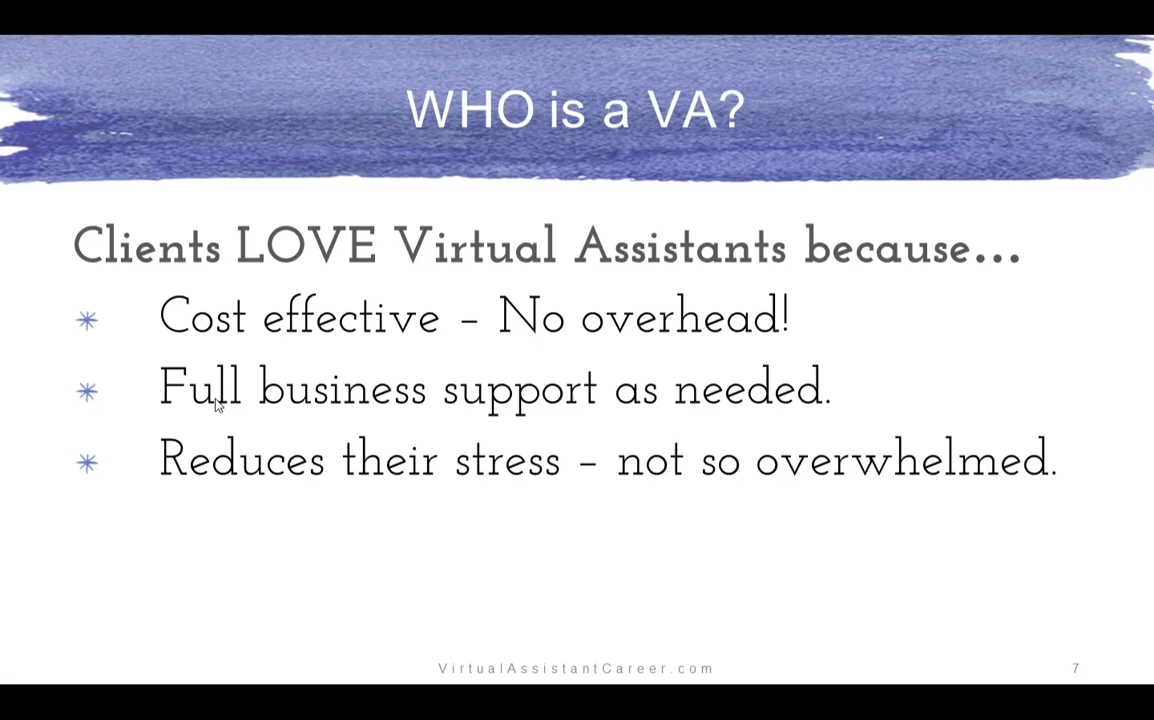 WHO is a VA?
Clients LOVE Virtual Assistants because...
Cost effective – No overhead!
Full business support as needed.
Reduces their stress – not so overwhelmed.
VirtualAssistantCareer.com
7